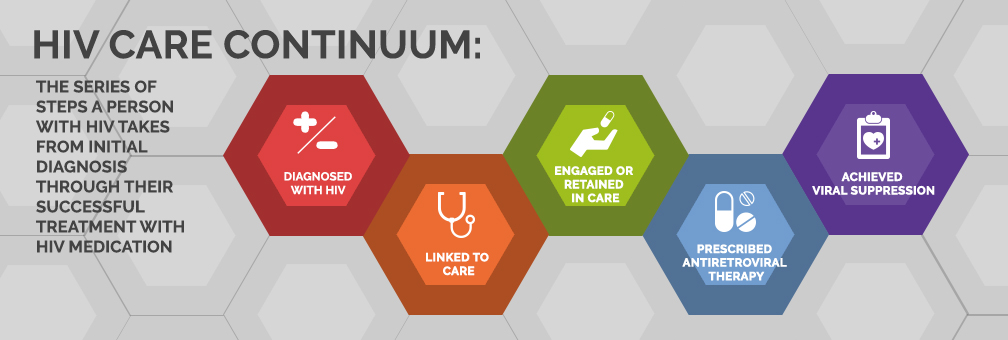 HIV CARE CONTINUUM:
THE SERIES OF
STEPS A PERSON
WITH HIV TAKES
FROM INITIAL
DIAGNOSIS
THROUGH THEIR
SUCCESSFUL
TREATMENT WITH
HIV MEDICATION
DIAGNOSED
WITH HIV
LINKED TO
CARE
ENGAGED OR
RETAINED
IN CARE
PRESCRIBED
ANTIRETROVIRAL
THERAPY
ACHIEVED
VIRAL SUPPRESSION